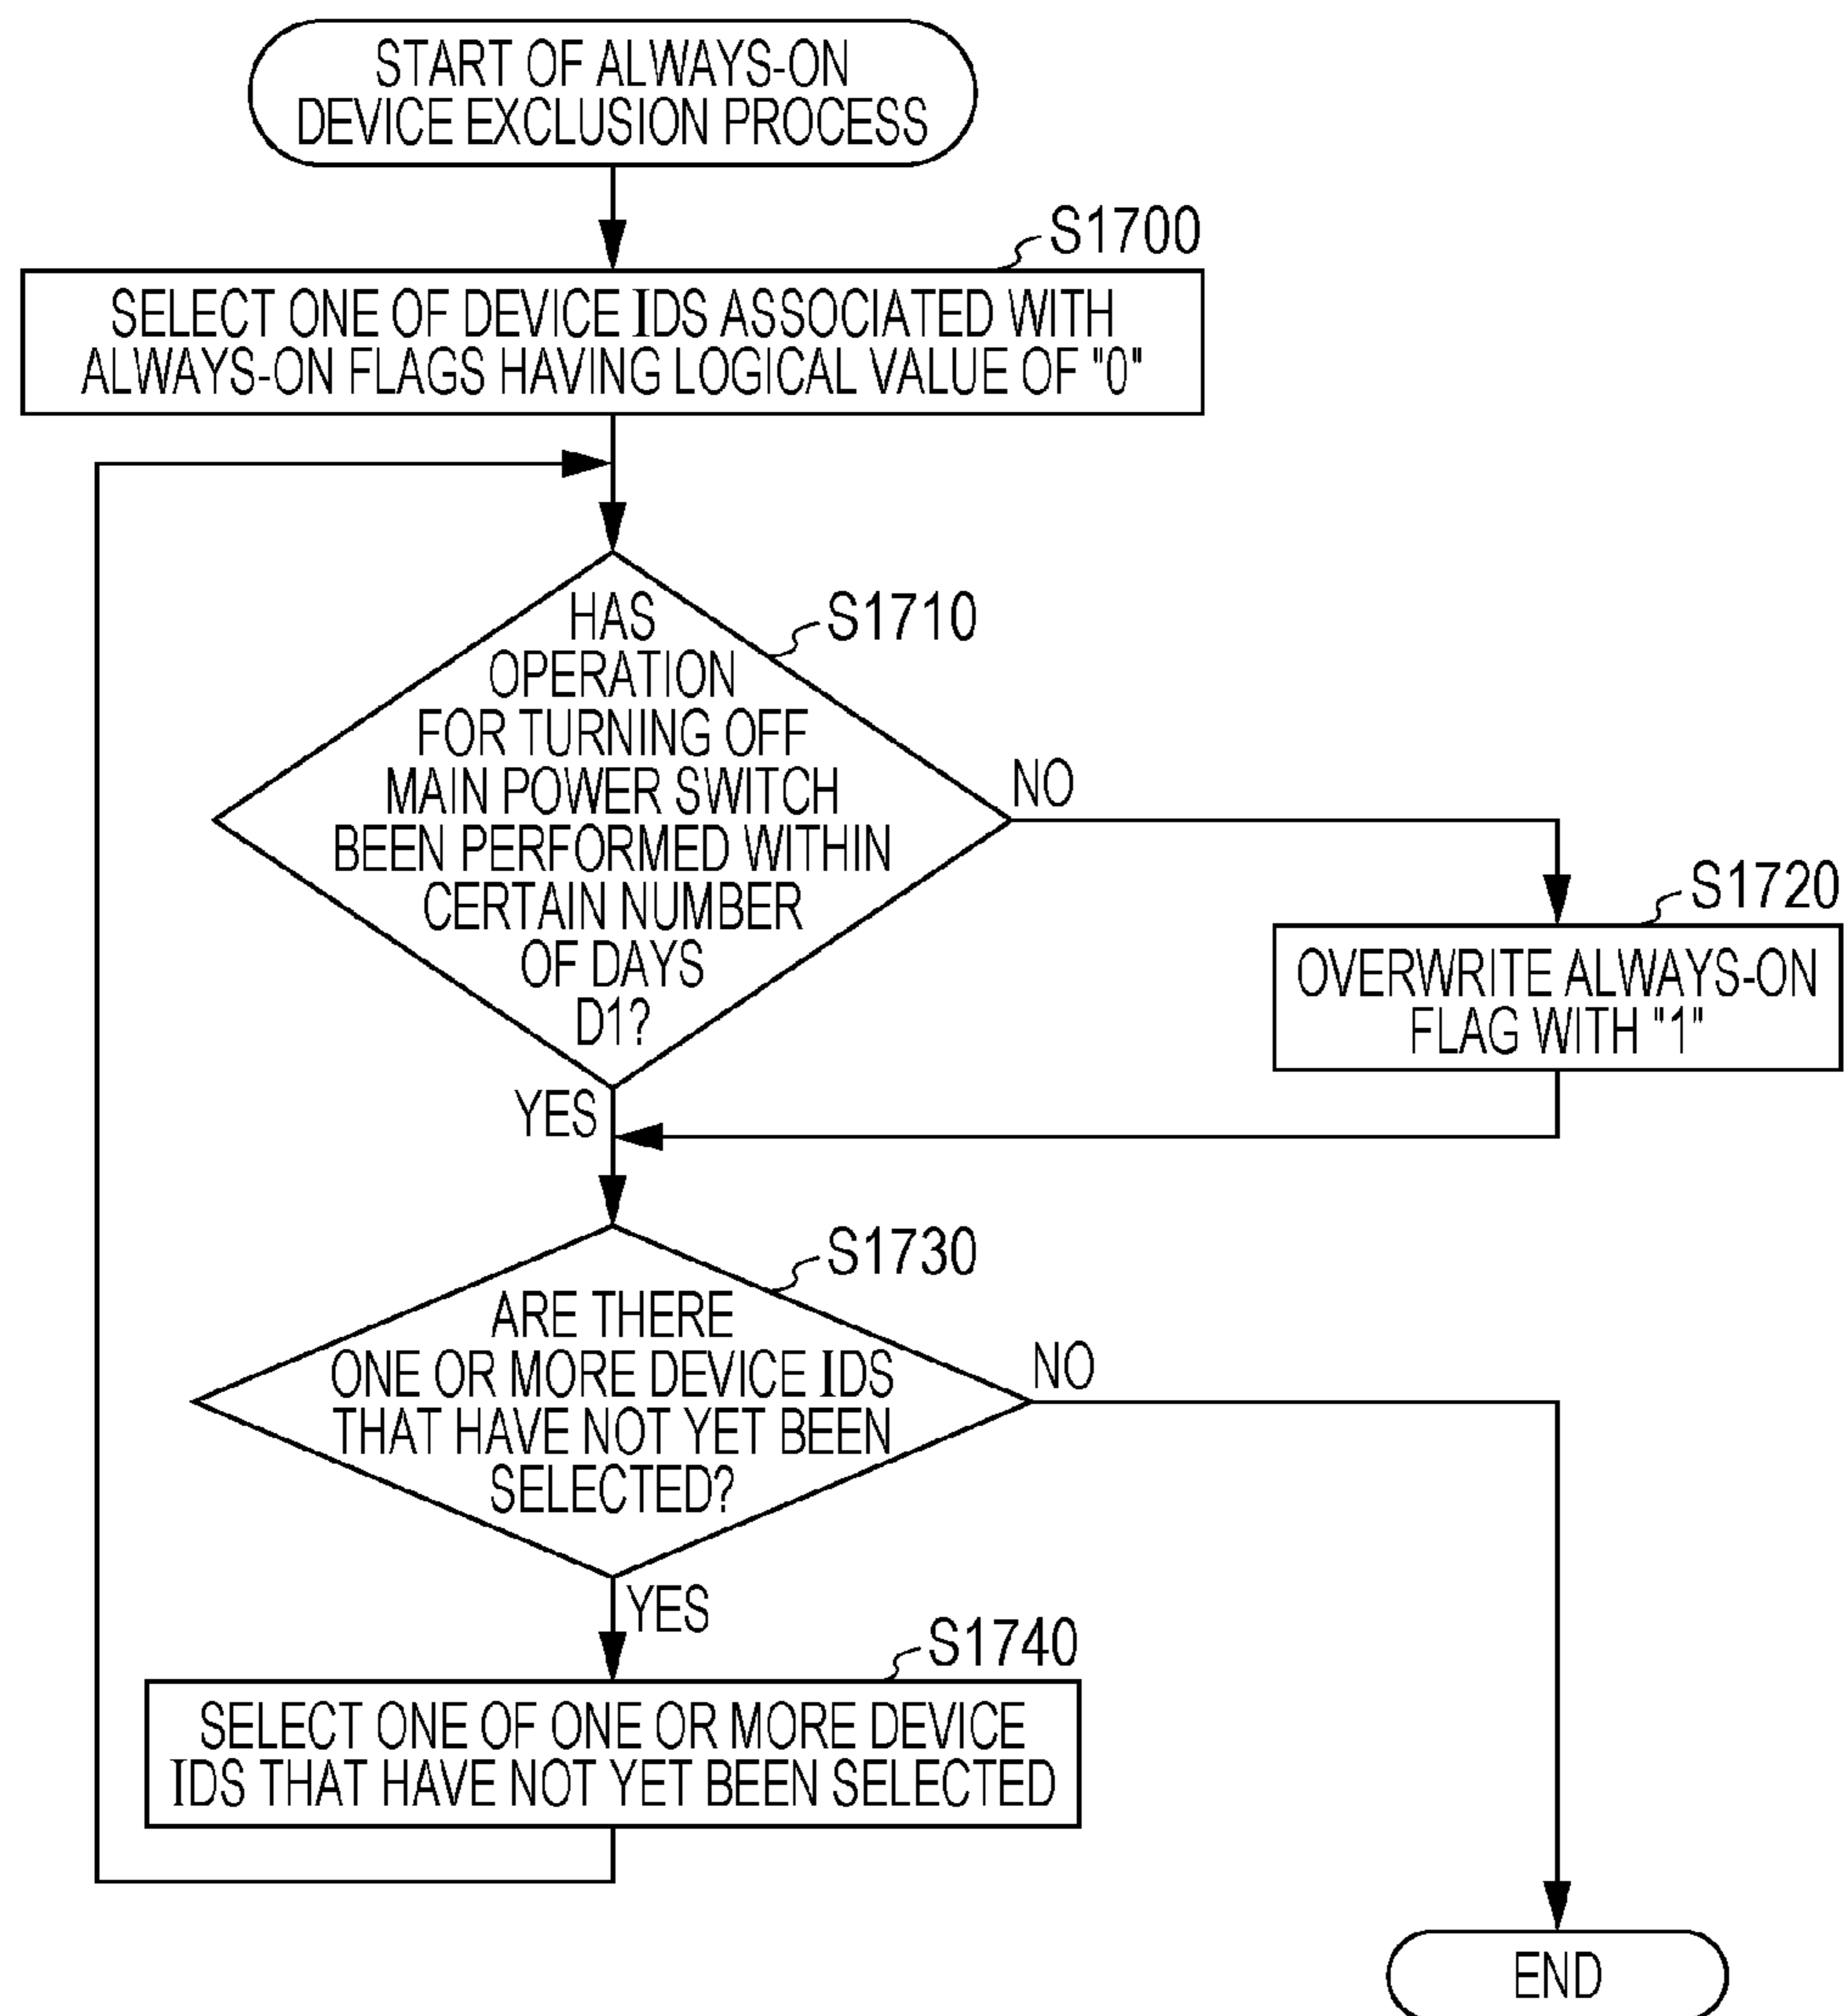 START OF ALWAYS-ON
DEVICE EXCLUSION PROCESS
S1700
SELECT ONE OF DEVICE IDS ASSOCIATED WITH
ALWAYS-ON FLAGS HAVING LOGICAL VALUE OF "0"
S1710
HAS
OPERATION
FOR TURNING OFF
MAIN POWER SWITCH
BEEN PERFORMED WITHIN
CERTAIN NUMBER
OF DAYS
D1?
NO
S1720
OVERWRITE ALWAYS-ON
FLAG WITH "1"
YES
S1730
ARE THERE
ONE OR MORE DEVICE IDS
THAT HAVE NOT YET BEEN
SELECTED?
NO
YES
S1740
SELECT ONE OF ONE OR MORE DEVICE
IDS THAT HAVE NOT YET BEEN SELECTED
END